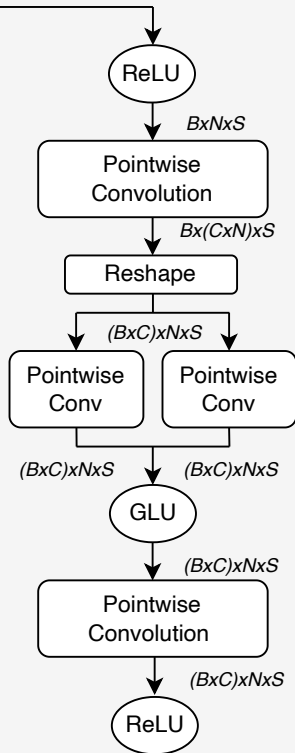 ReLU
BxNxS
Pointwise
Convolution
Bx(CxN)xS
Reshape
(BxC)xNxS
Pointwise
Conv
Pointwise
Conv
(BxC)xNxS
(BxC)xNxS
GLU
(BxC)xNxS
Pointwise
Convolution
(BxC)xNxS
ReLU